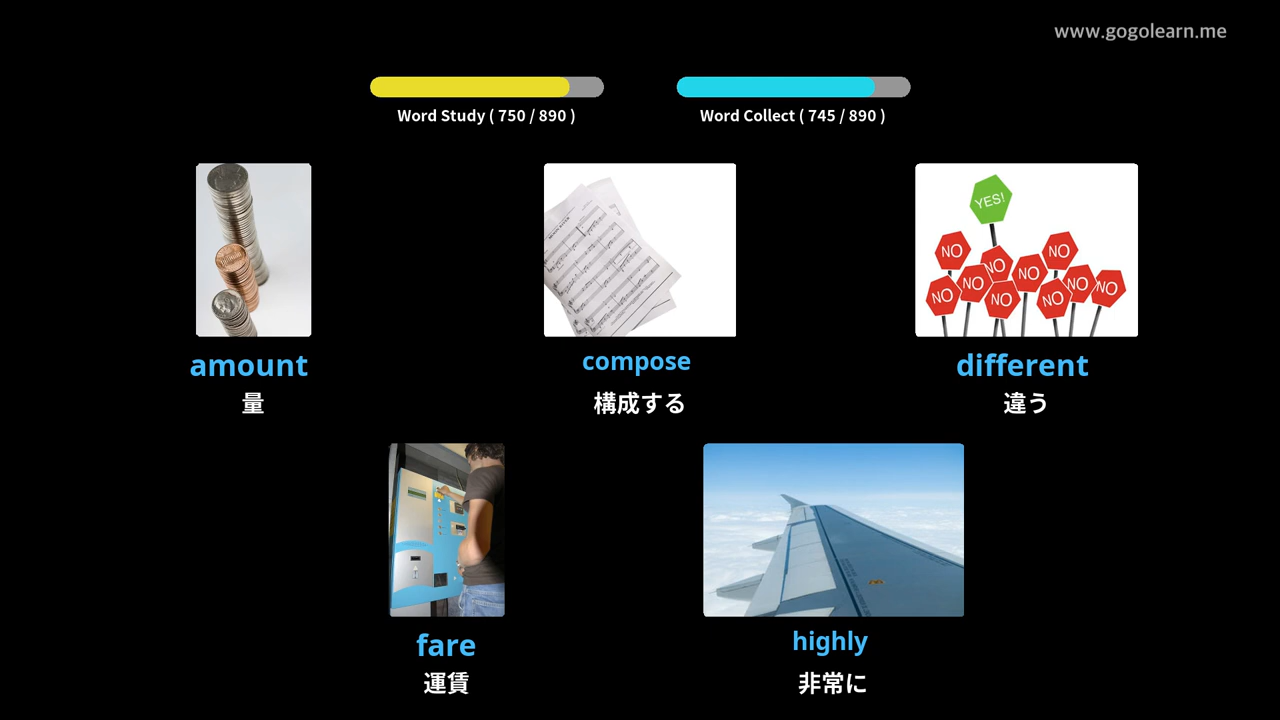 www.gogolearn.me
Word Study ( 750 / 890 )
Word Collect ( 745 / 890 )
YES!
NO
NO
NO
NO
NO
NO
NO
NO
NO
NO
amount
量
compose
構成する
different
違う
fare
運賃
highly
非常に